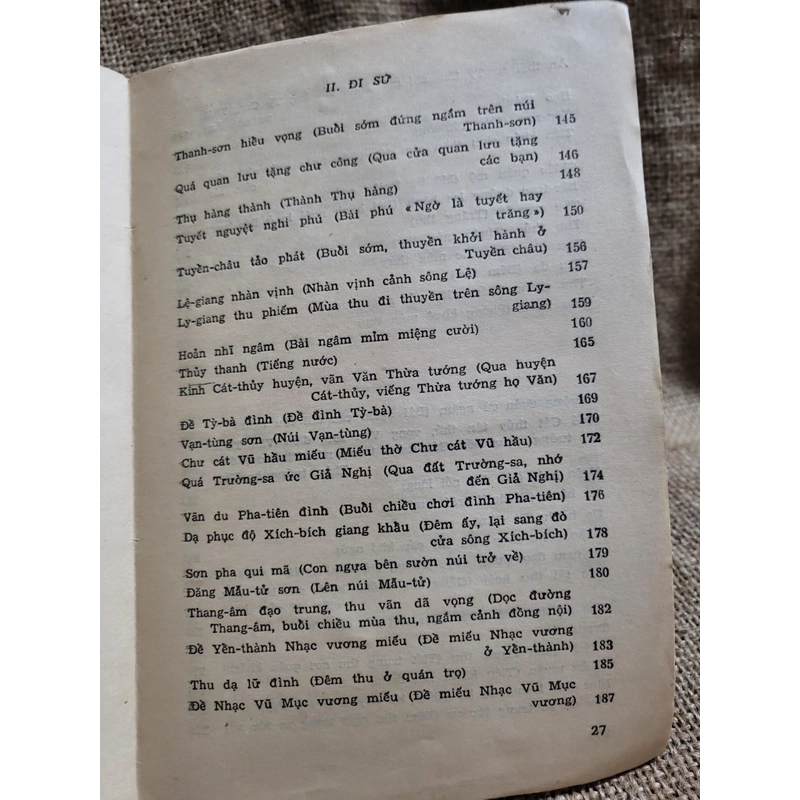 II. ĐI SỨ
Thanh-sơn hiều vọng (Buồi sớm đứng ngắm trên núi
Thanh-sơn) 145
Quá quan lưu tặng chư công (Qua cửa quan lưu tặng
các bạn) 146
Thụ hàng thành (Thành Thụ hàng) 148
Tuyết nguyệt nghi phú (Bài phú «Ngờ là tuyết hay
trăng») 150
Tuyền-châu tảo phát (Buồi sớm, thuyền khởi hành ở
Tuyền châu) 156
Lệ-giang nhàn vịnh (Nhàn vịnh cảnh sông Lệ) 157
Ly-giang thu phiếm (Mùa thu đi thuyền trên sông Ly-
giang) 159
Hoản nhĩ ngâm (Bài ngâm mỉm miệng cười) 160
Thủy thanh (Tiếng nước) 165
Kinh Cát-thủy huyện, vãn Văn Thừa tướng (Qua huyện
Cát-thủy, viếng Thừa tướng họ Văn) 167
Đề Tỳ-bà đình (Đề đình Tỳ-bà) 169
Vạn-tùng sơn (Núi Vạn-tùng) 170
Chư cát Vũ hầu miếu (Miếu thờ Chư cát Vũ hầu) 172
Quá Trường-sa ức Giả Nghị (Qua đất Trường-sa, nhớ
đến Giả Nghị) 174
Vãn du Pha-tiên đình (Buồi chiều chơi đình Pha-tiên) 176
Dạ phục độ Xích-bích giang khầu (Đêm ấy, lại sang đò
cửa sông Xích-bích) 178
Sơn pha qui mã (Con ngựa bên sườn núi trở về) 179
Đăng Mẫu-tử sơn (Lên núi Mẫu-tử) 180
Thang-âm đạo trung, thu vãn dã vọng (Dọc đường
Thang-âm, buồi chiều mùa thu, ngắm cảnh đồng nội) 182
Đề Yền-thành Nhạc vương miếu (Đề miếu Nhạc vương
ở Yền-thành) 183
Thu dạ lữ đình (Đêm thu ở quán trọ) 185
Đề Nhạc Vũ Mục vương miếu (Đề miếu Nhạc Vũ Mục
vương) 187
27